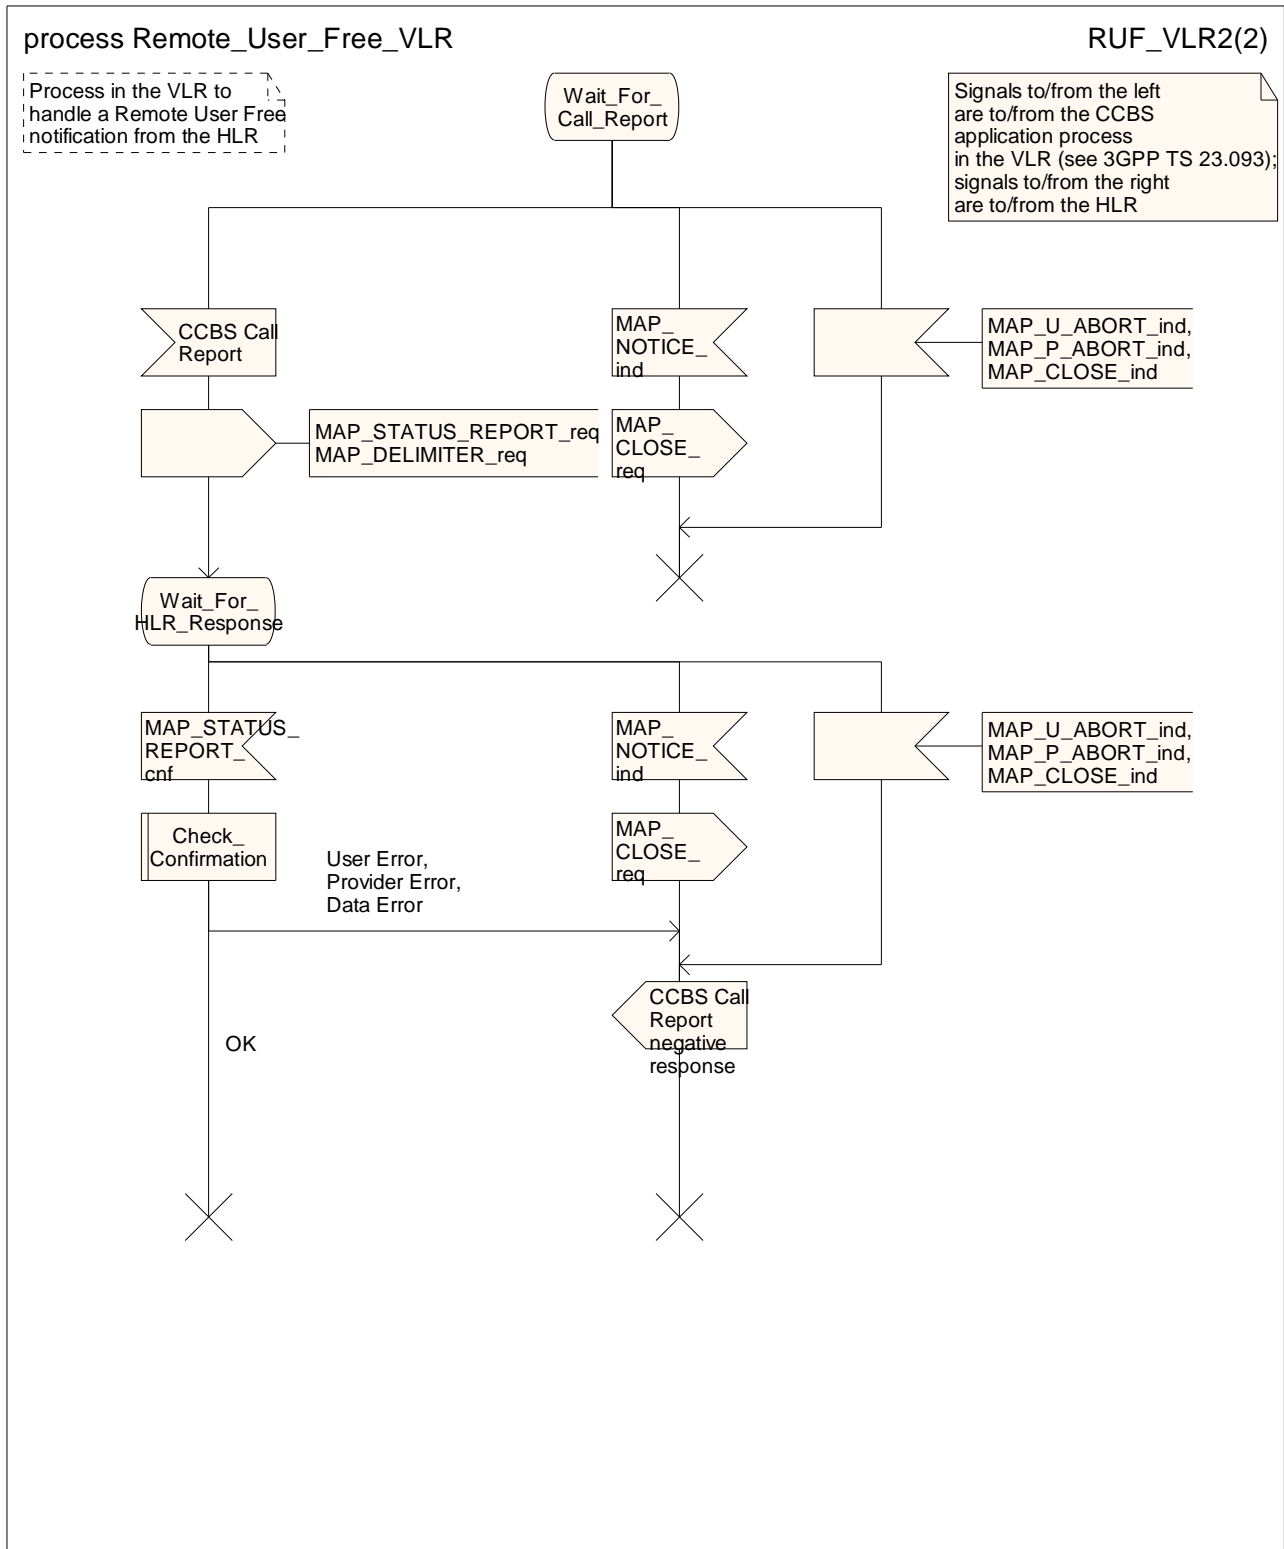 process Remote_User_Free_VLR
RUF_VLR2(2)
Process in the VLR to
handle a Remote User Free
notification from the HLR
Wait_For_
Call_Report
Signals to/from the left
are to/from the CCBS
application process
in the VLR (see 3GPP TS 23.093);
signals to/from the right
are to/from the HLR
CCBS Call
Report
MAP_
NOTICE_
ind
MAP_U_ABORT_ind,
MAP_P_ABORT_ind,
MAP_CLOSE_ind
MAP_STATUS_REPORT_req
MAP_DELIMITER_req
MAP_
CLOSE_
req
Wait_For_
HLR_Response
MAP_STATUS_
REPORT_
cnf
MAP_
NOTICE_
ind
MAP_U_ABORT_ind,
MAP_P_ABORT_ind,
MAP_CLOSE_ind
Check_
Confirmation
User Error,
Provider Error,
Data Error
MAP_
CLOSE_
req
CCBS Call
Report
negative
response
OK